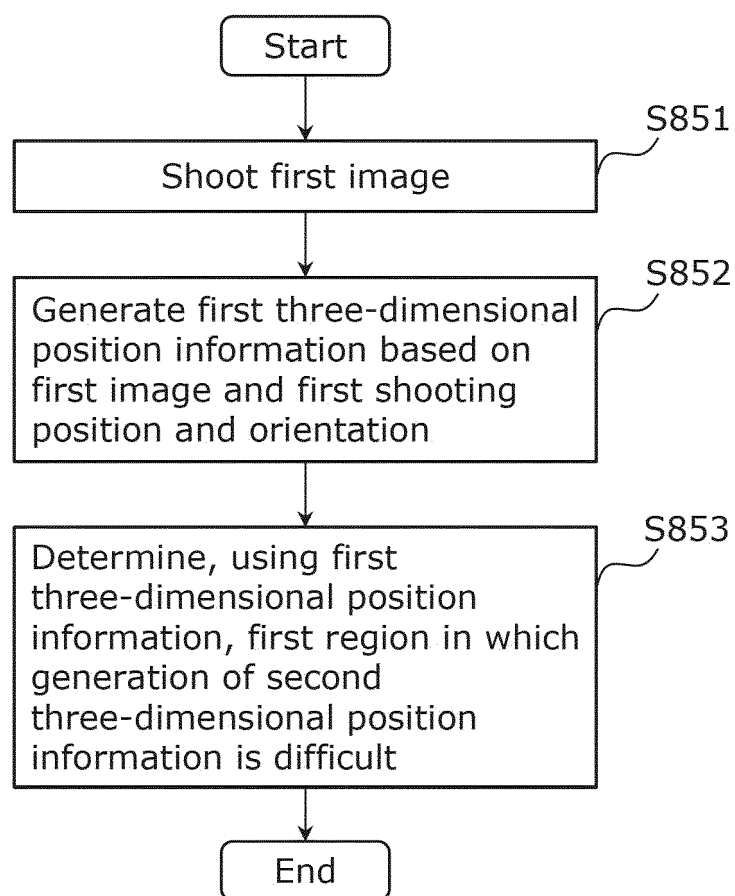 Start
S851
Shoot first image
S852
Generate first three-dimensional
position information based on
first image and first shooting
position and orientation
S853
Determine, using first
three-dimensional position
information, first region in which
generation of second
three-dimensional position
information is difficult
End